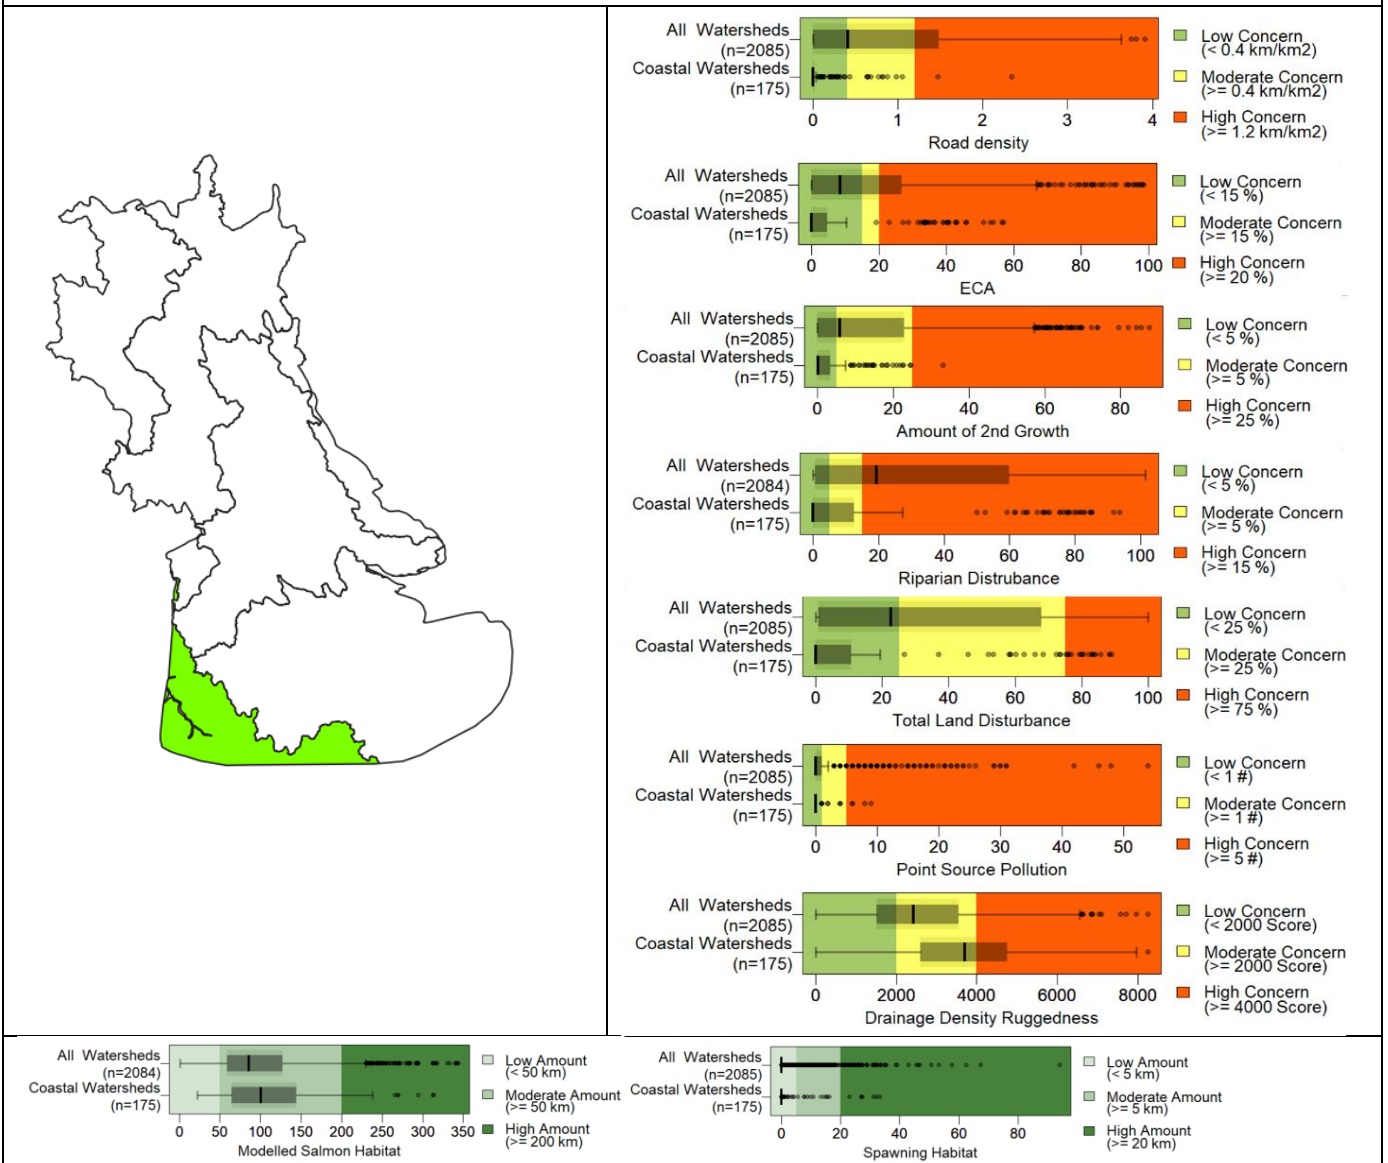 All Watersheds
(n=2085)
Coastal Watersheds
(n=175)
0 1 2 3 4
Road density
Low Concern
(< 0.4 km/km2)
Moderate Concern
(>= 0.4 km/km2)
High Concern
(>= 1.2 km/km2)
All Watersheds
(n=2085)
Coastal Watersheds
(n=175)
0 20 40 60 80 100
ECA
Low Concern
(< 15 %)
Moderate Concern
(>= 15 %)
High Concern
(>= 20 %)
All Watersheds
(n=2085)
Coastal Watersheds
(n=175)
0 20 40 60 80
Amount of 2nd Growth
Low Concern
(< 5 %)
Moderate Concern
(>= 5 %)
High Concern
(>= 25 %)
All Watersheds
(n=2084)
Coastal Watersheds
(n=175)
0 20 40 60 80 100
Riparian Distrubance
Low Concern
(< 5 %)
Moderate Concern
(>= 5 %)
High Concern
(>= 15 %)
All Watersheds
(n=2085)
Coastal Watersheds
(n=175)
0 20 40 60 80 100
Total Land Disturbance
Low Concern
(< 25 %)
Moderate Concern
(>= 25 %)
High Concern
(>= 75 %)
All Watersheds
(n=2085)
Coastal Watersheds
(n=175)
0 10 20 30 40 50
Point Source Pollution
Low Concern
(< 1 #)
Moderate Concern
(>= 1 #)
High Concern
(>= 5 #)
All Watersheds
(n=2085)
Coastal Watersheds
(n=175)
0 2000 4000 6000 8000
Drainage Density Ruggedness
Low Concern
(< 2000 Score)
Moderate Concern
(>= 2000 Score)
High Concern
(>= 4000 Score)
All Watersheds
(n=2084)
Coastal Watersheds
(n=175)
0 50 100 150 200 250 300 350
Modelled Salmon Habitat
Low Amount
(< 50 km)
Moderate Amount
(>= 50 km)
High Amount
(>= 200 km)
All Watersheds
(n=2085)
Coastal Watersheds
(n=175)
0 20 40 60 80
Spawning Habitat
Low Amount
(< 5 km)
Moderate Amount
(>= 5 km)
High Amount
(>= 20 km)